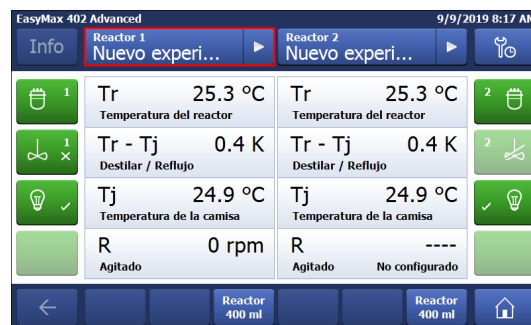 EasyMax 402 Advanced 9/9/2019 8:17 AM
Info
Reactor 1
Nuevo experi...
Reactor 2
Nuevo experi...
1
Tr 25.3 °C
Temperatura del reactor
Tr 25.3 °C
Temperatura del reactor
2
1
Tr - Tj 0.4 K
Destilar / Reflujo
Tr - Tj 0.4 K
Destilar / Reflujo
2
Tj 24.9 °C
Temperatura de la camisa
Tj 24.9 °C
Temperatura de la camisa
R 0 rpm
Agitado
R ----
Agitado No configurado
Reactor
400 ml
Reactor
400 ml